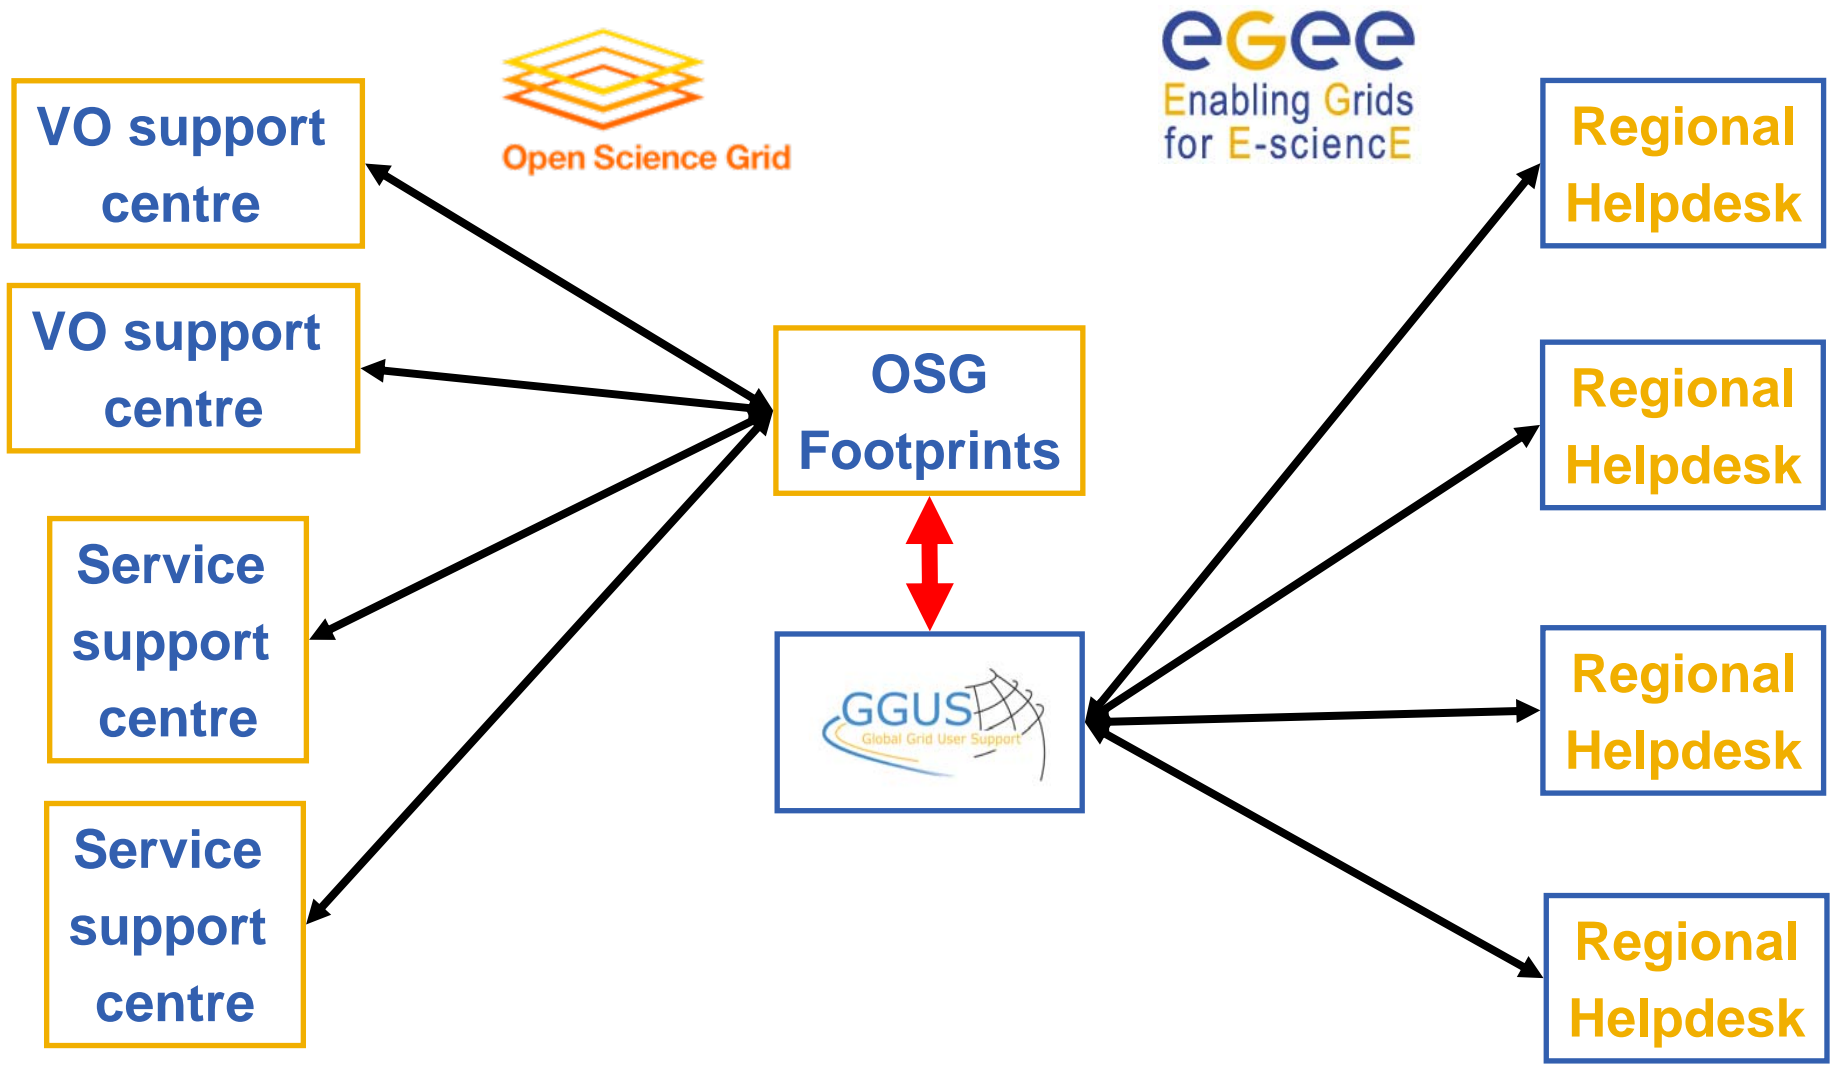 Open Science Grid
eGee
Enabling Grids
for E-sciencE
VO support
centre
VO support
centre
Service
support
centre
Service
support
centre
OSG
Footprints
GGUS
Global Grid User Support
Regional
Helpdesk
Regional
Helpdesk
Regional
Helpdesk
Regional
Helpdesk